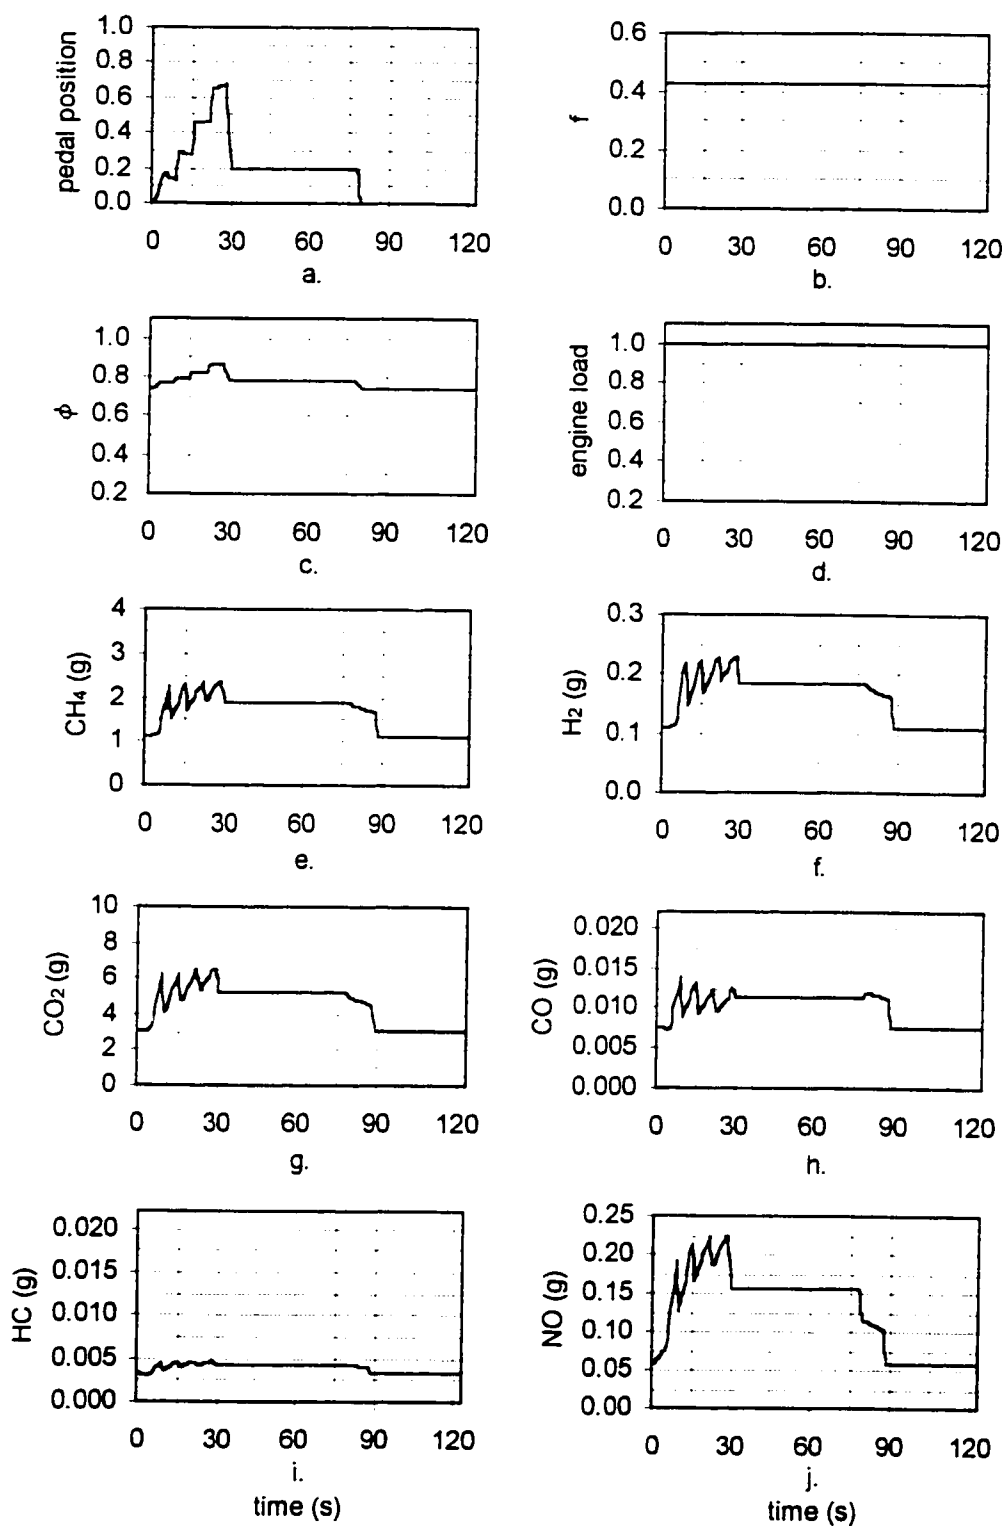 pedal position
1.0
0.8
0.6
0.4
0.2
0.0
0 30 60 90 120
a.
f
0.6
0.4
0.2
0.0
0 30 60 90 120
b.
ϕ
1.0
0.8
0.6
0.4
0.2
0 30 60 90 120
c.
engine load
1.0
0.8
0.6
0.4
0.2
0 30 60 90 120
d.
CH₄ (g)
4
3
2
1
0
0 30 60 90 120
e.
H₂ (g)
0.3
0.2
0.1
0.0
0 30 60 90 120
f.
CO₂ (g)
10
8
6
4
2
0
0 30 60 90 120
g.
CO (g)
0.020
0.015
0.010
0.005
0.000
0 30 60 90 120
h.
HC (g)
0.020
0.015
0.010
0.005
0.000
0 30 60 90 120
i.
time (s)
NO (g)
0.25
0.20
0.15
0.10
0.05
0.00
0 30 60 90 120
j.
time (s)